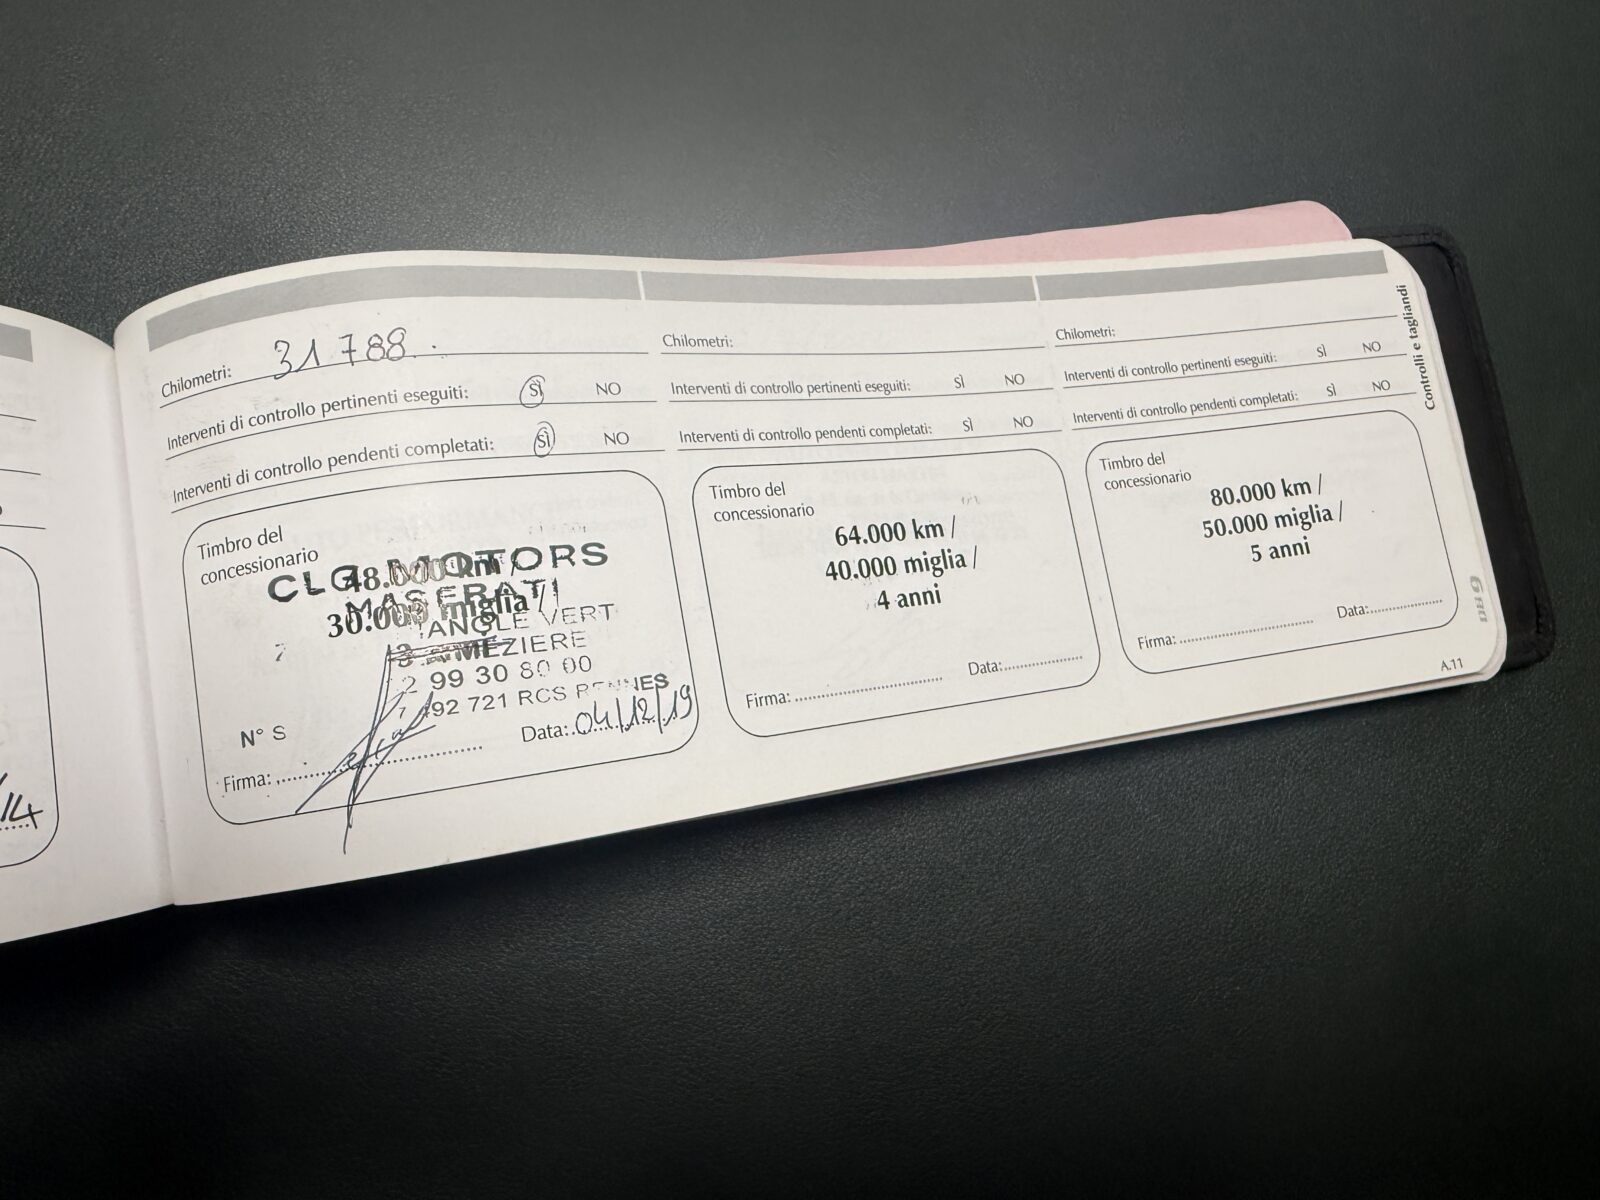 /14
Chilometri: 31 788.
Interventi di controllo pertinenti eseguiti: SÌ NO
Interventi di controllo pendenti completati: SÌ NO
Timbro del
concessionario
48.000 km /
30.000 miglia /
CLG MOTORS
MASERATI
ANGLE VERT
MEZIERE
2 99 30 80 00
492 721 RCS RENNES
N° S
Data: 04/12/19
Firma:
Chilometri:
Interventi di controllo pertinenti eseguiti: SÌ NO
Interventi di controllo pendenti completati: SÌ NO
Timbro del
concessionario
64.000 km /
40.000 miglia /
4 anni
Data:
Firma:
Chilometri:
Interventi di controllo pertinenti eseguiti: SÌ NO
Interventi di controllo pendenti completati: SÌ NO
Timbro del
concessionario
80.000 km /
50.000 miglia /
5 anni
Data:
Firma:
Controlli e tagliandi
DB9
A.11